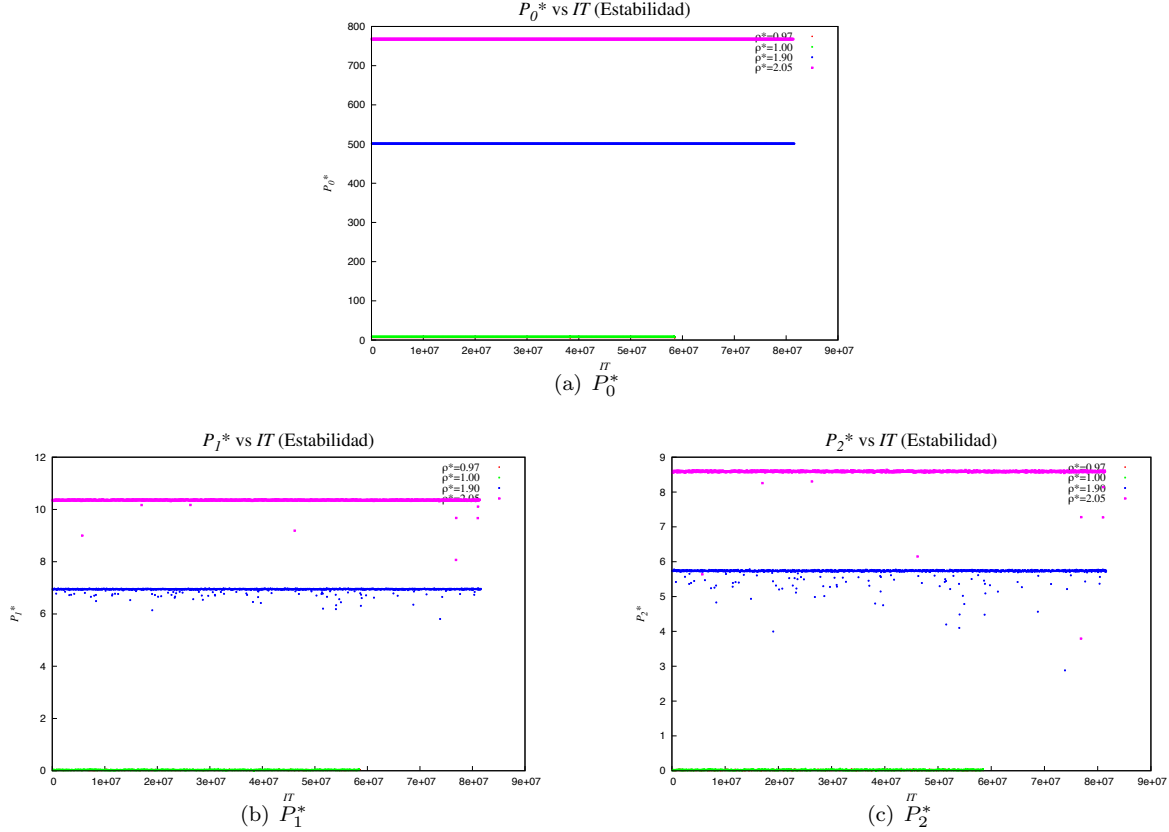 P0* vs IT (Estabilidad)
800
700
600
500
400
300
200
100
0
P0*
ρ*=0.97
ρ*=1.00
ρ*=1.90
ρ*=2.05
0 1e+07 2e+07 3e+07 4e+07 5e+07 6e+07 7e+07 8e+07 9e+07
IT
(a) P0*
P1* vs IT (Estabilidad)
12
10
8
6
4
2
0
P1*
ρ*=0.97
ρ*=1.00
ρ*=1.90
ρ*=2.05
0 1e+07 2e+07 3e+07 4e+07 5e+07 6e+07 7e+07 8e+07 9e+07
IT
(b) P1*
P2* vs IT (Estabilidad)
9
8
7
6
5
4
3
2
1
0
P2*
ρ*=0.97
ρ*=1.00
ρ*=1.90
ρ*=2.05
0 1e+07 2e+07 3e+07 4e+07 5e+07 6e+07 7e+07 8e+07 9e+07
IT
(c) P2*